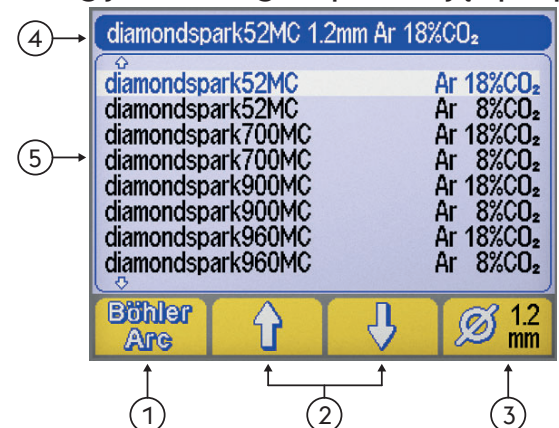 ④ diamondspark52MC 1.2mm Ar 18%CO₂
diamondspark52MC Ar 18%CO₂
diamondspark52MC Ar 8%CO₂
⑤ diamondspark700MC Ar 18%CO₂
diamondspark700MC Ar 8%CO₂
diamondspark900MC Ar 18%CO₂
diamondspark900MC Ar 8%CO₂
diamondspark960MC Ar 18%CO₂
diamondspark960MC Ar 8%CO₂
Böhler Ø 1.2
Arc mm
① ② ③